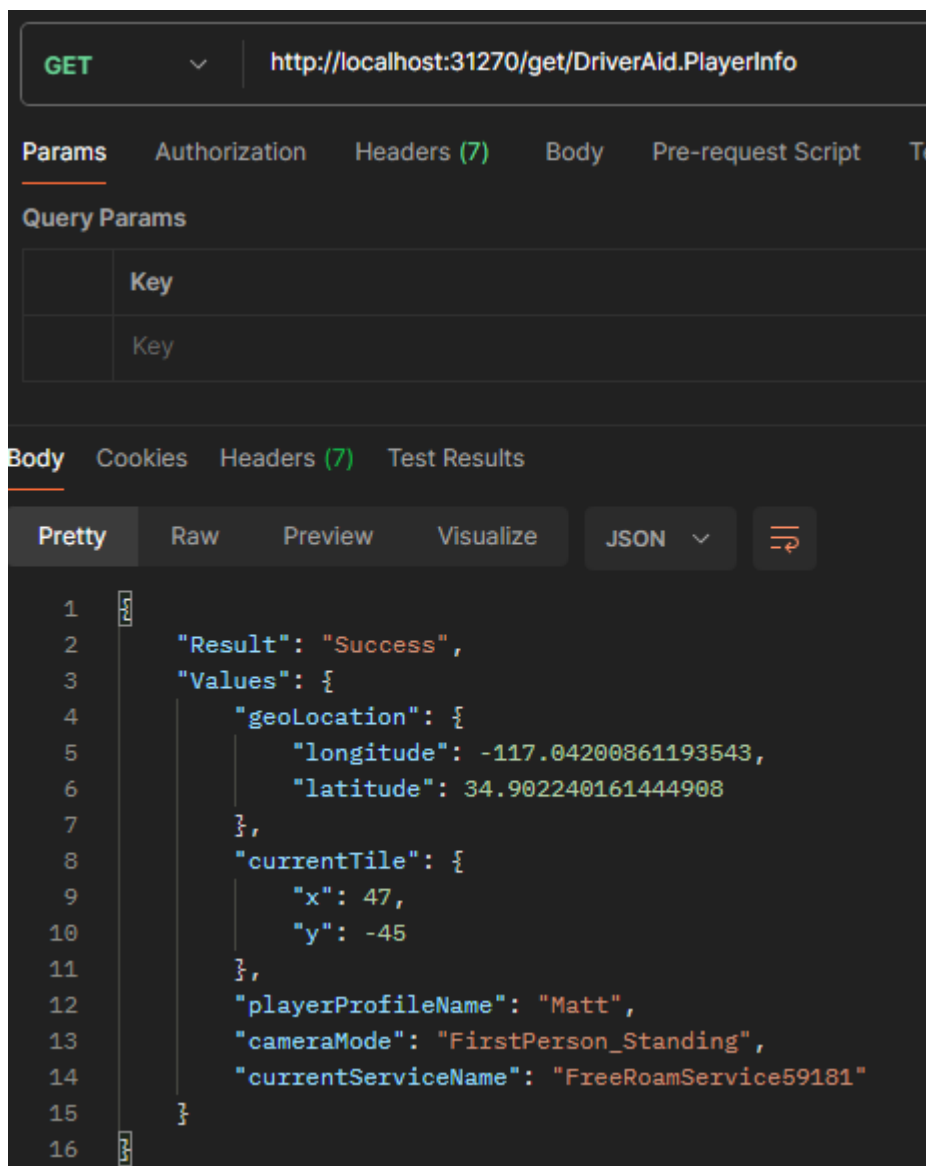 GET http://localhost:31270/get/DriverAid.PlayerInfo
Params Authorization Headers (7) Body Pre-request Script
Query Params
Key
Key
Body Cookies Headers (7) Test Results
Pretty Raw Preview Visualize JSON
1 {
2 "Result": "Success",
3 "Values": {
4 "geoLocation": {
5 "longitude": -117.04200861193543,
6 "latitude": 34.902240161444908
7 },
8 "currentTile": {
9 "x": 47,
10 "y": -45
11 },
12 "playerProfileName": "Matt",
13 "cameraMode": "FirstPerson_Standing",
14 "currentServiceName": "FreeRoamService59181"
15 }
16 }